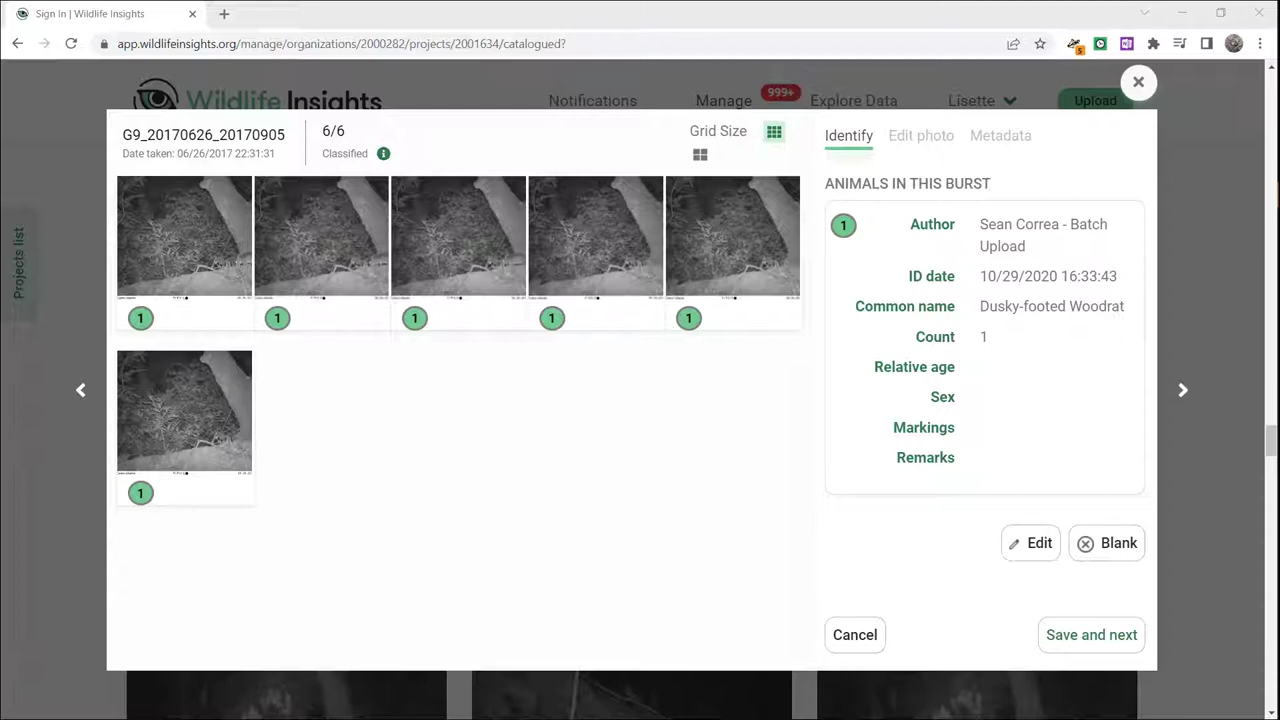 Sign In | Wildlife Insights
app.wildlifeinsights.org/manage/organizations/2000282/projects/2001634/catalogued?
5
Wildlife Insights
Notifications
Manage
999+
Explore Data
Lisette
Upload
Projects list
G9_20170626_20170905
Date taken: 06/26/2017 22:31:31
6/6
Classified
Grid Size
1
1
1
1
1
1
Identify
Edit photo
Metadata
ANIMALS IN THIS BURST
1
Author
Sean Correa - Batch
Upload
ID date
10/29/2020 16:33:43
Common name
Dusky-footed Woodrat
Count
1
Relative age
Sex
Markings
Remarks
Edit
Blank
Cancel
Save and next